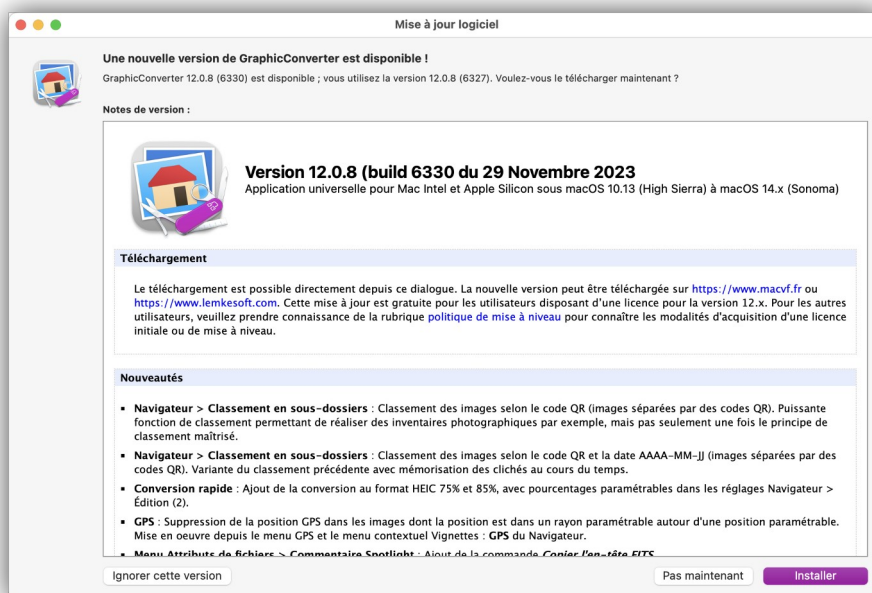 Mise à jour logiciel
Une nouvelle version de GraphicConverter est disponible !
GraphicConverter 12.0.8 (6330) est disponible ; vous utilisez la version 12.0.8 (6327). Voulez-vous le télécharger maintenant ?
Notes de version :
Version 12.0.8 (build 6330 du 29 Novembre 2023
Application universelle pour Mac Intel et Apple Silicon sous macOS 10.13 (High Sierra) à macOS 14.x (Sonoma)
Téléchargement
Le téléchargement est possible directement depuis ce dialogue. La nouvelle version peut être téléchargée sur https://www.macvf.fr ou
https://www.lemkesoft.com. Cette mise à jour est gratuite pour les utilisateurs disposant d'une licence pour la version 12.x. Pour les autres
utilisateurs, veuillez prendre connaissance de la rubrique politique de mise à niveau pour connaître les modalités d'acquisition d'une licence
initiale ou de mise à niveau.
Nouveautés
▪ Navigateur > Classement en sous-dossiers : Classement des images selon le code QR (images séparées par des codes QR). Puissante
fonction de classement permettant de réaliser des inventaires photographiques par exemple, mais pas seulement une fois le principe de
classement maîtrisé.
▪ Navigateur > Classement en sous-dossiers : Classement des images selon le code QR et la date AAAA-MM-JJ (images séparées par des
codes QR). Variante du classement précédente avec mémorisation des clichés au cours du temps.
▪ Conversion rapide : Ajout de la conversion au format HEIC 75% et 85%, avec pourcentages paramétrables dans les réglages Navigateur >
Édition (2).
▪ GPS : Suppression de la position GPS dans les images dont la position est dans un rayon paramétrable autour d'une position paramétrable.
Mise en oeuvre depuis le menu GPS et le menu contextuel Vignettes : GPS du Navigateur.
▪ Menu Attributs de fichiers > Commentaire Spotlight : Ajout de la commande Copier l'en-tête FITS
Ignorer cette version
Pas maintenant
Installer